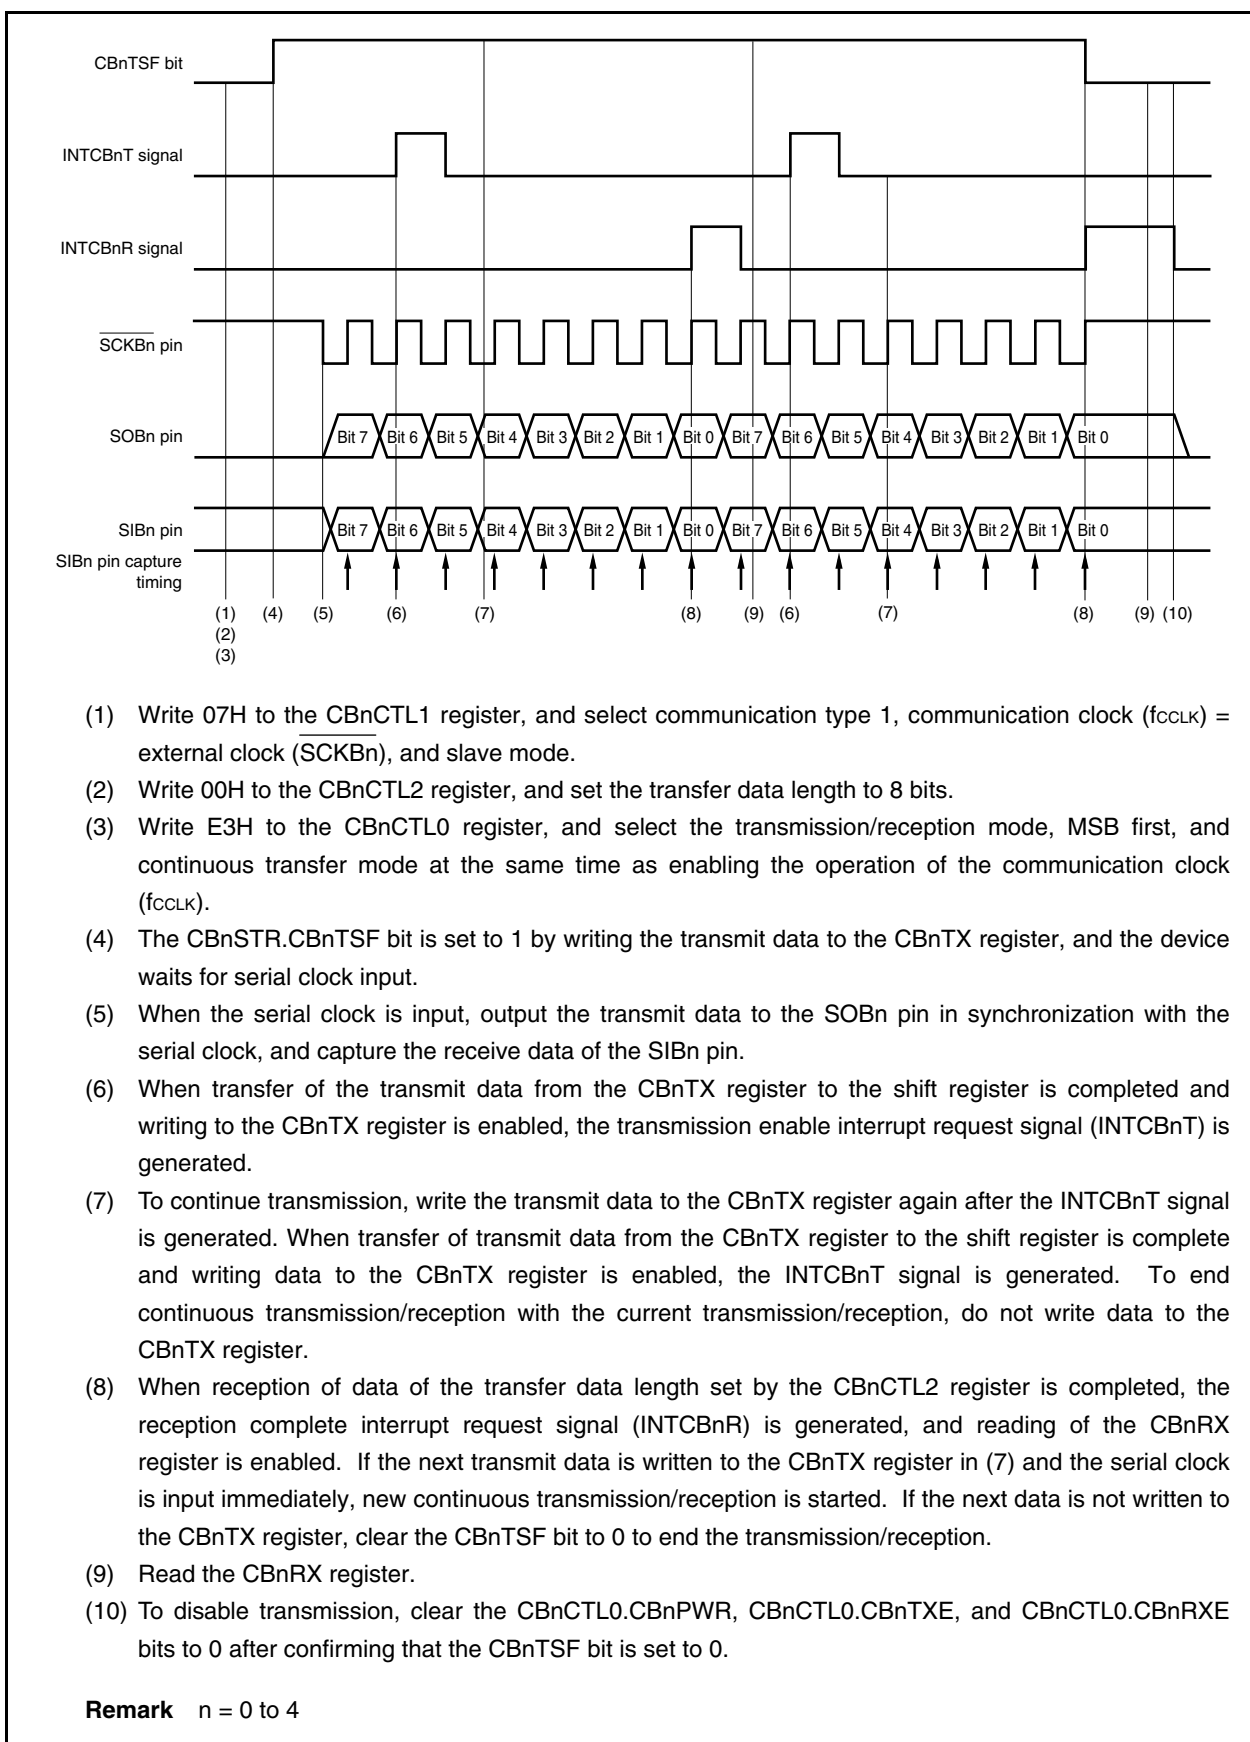 CBnTSF bit
INTCBnT signal
INTCBnR signal
SCKBn pin
SOBn pin
Bit 7 Bit 6 Bit 5 Bit 4 Bit 3 Bit 2 Bit 1 Bit 0 Bit 7 Bit 6 Bit 5 Bit 4 Bit 3 Bit 2 Bit 1 Bit 0
SIBn pin
Bit 7 Bit 6 Bit 5 Bit 4 Bit 3 Bit 2 Bit 1 Bit 0 Bit 7 Bit 6 Bit 5 Bit 4 Bit 3 Bit 2 Bit 1 Bit 0
SIBn pin capture
timing
(1) (4) (5) (6) (7) (8) (9) (6) (7) (8) (9) (10)
(2)
(3)
(1) Write 07H to the CBnCTL1 register, and select communication type 1, communication clock (fCCLK) =
external clock (SCKBn), and slave mode.
(2) Write 00H to the CBnCTL2 register, and set the transfer data length to 8 bits.
(3) Write E3H to the CBnCTL0 register, and select the transmission/reception mode, MSB first, and
continuous transfer mode at the same time as enabling the operation of the communication clock
(fCCLK).
(4) The CBnSTR.CBnTSF bit is set to 1 by writing the transmit data to the CBnTX register, and the device
waits for serial clock input.
(5) When the serial clock is input, output the transmit data to the SOBn pin in synchronization with the
serial clock, and capture the receive data of the SIBn pin.
(6) When transfer of the transmit data from the CBnTX register to the shift register is completed and
writing to the CBnTX register is enabled, the transmission enable interrupt request signal (INTCBnT) is
generated.
(7) To continue transmission, write the transmit data to the CBnTX register again after the INTCBnT signal
is generated. When transfer of transmit data from the CBnTX register to the shift register is complete
and writing data to the CBnTX register is enabled, the INTCBnT signal is generated. To end
continuous transmission/reception with the current transmission/reception, do not write data to the
CBnTX register.
(8) When reception of data of the transfer data length set by the CBnCTL2 register is completed, the
reception complete interrupt request signal (INTCBnR) is generated, and reading of the CBnRX
register is enabled. If the next transmit data is written to the CBnTX register in (7) and the serial clock
is input immediately, new continuous transmission/reception is started. If the next data is not written to
the CBnTX register, clear the CBnTSF bit to 0 to end the transmission/reception.
(9) Read the CBnRX register.
(10) To disable transmission, clear the CBnCTL0.CBnPWR, CBnCTL0.CBnTXE, and CBnCTL0.CBnRXE
bits to 0 after confirming that the CBnTSF bit is set to 0.
Remark n = 0 to 4